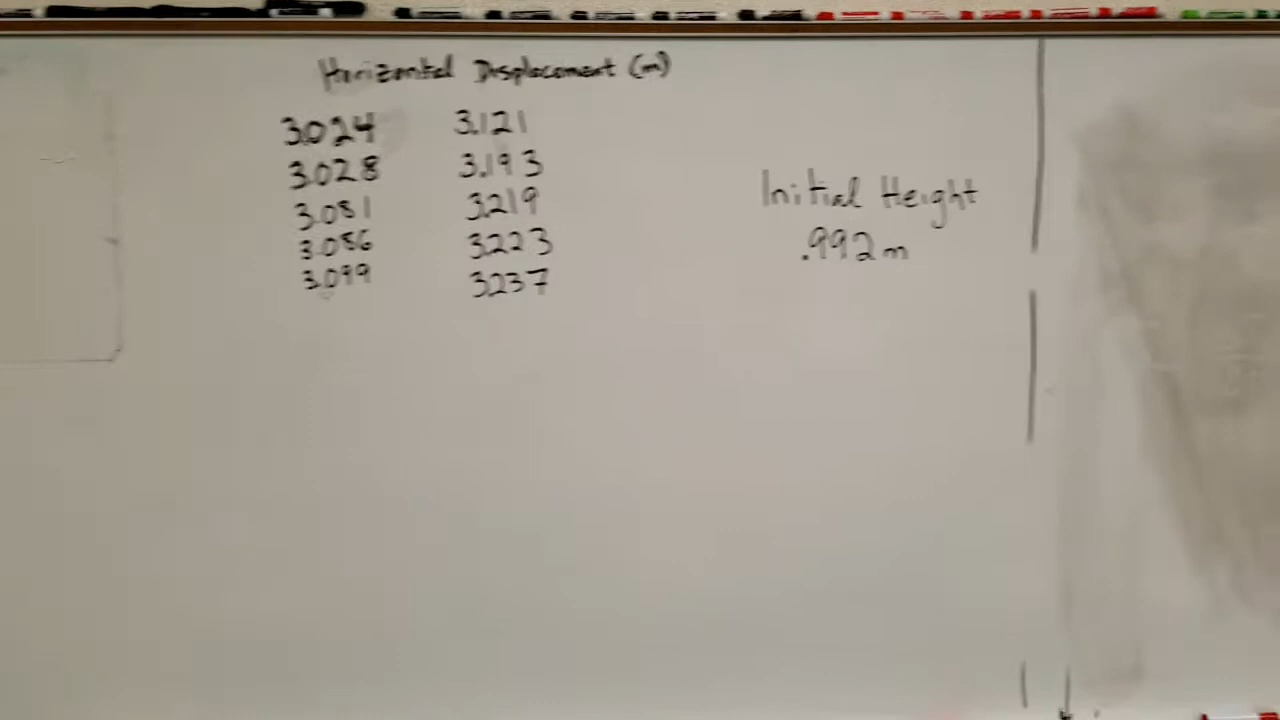 Horizontal Displacement (m)
3.024 3.121
3.028 3.193
3.081 3.219
3.086 3.223
3.099 3.237
Initial Height
.992m